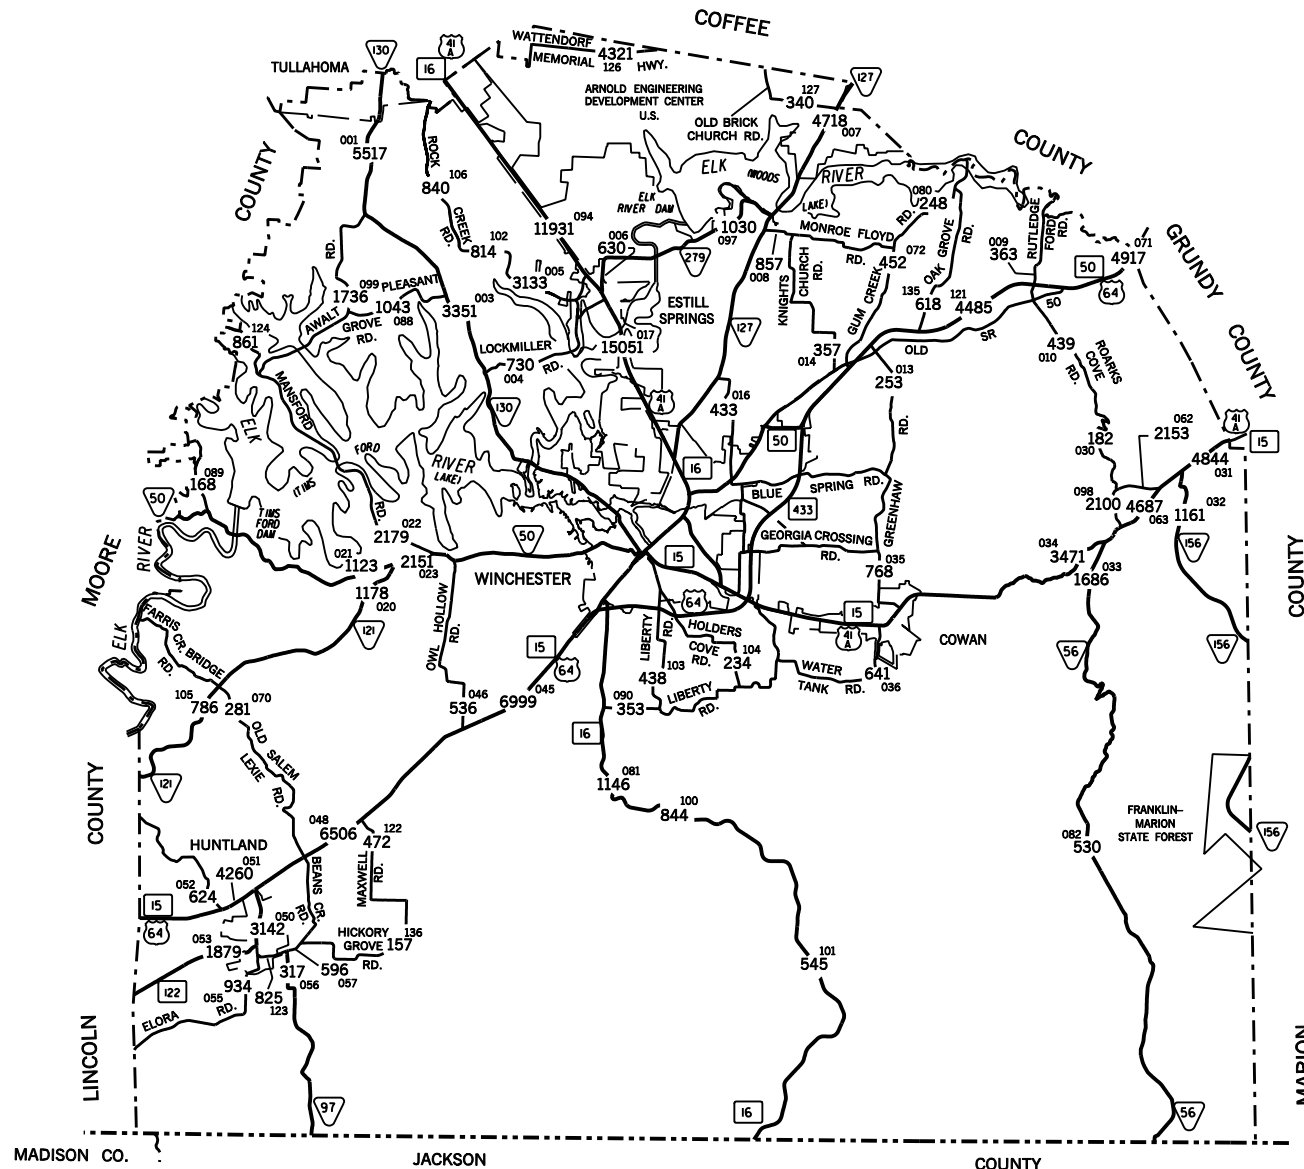 COFFEE
COUNTY
WATTENDORF
MEMORIAL HWY.
4321
126
130
41
A
16
TULLAHOMA
ARNOLD ENGINEERING
DEVELOPMENT CENTER
U.S.
OLD BRICK
CHURCH RD.
127
340
127
4718
007
COUNTY
001
5517
ROCK
CREEK
RD.
106
840
102
814
094
11931
ELK
RIVER DAM
ELK
(WOODS
RIVER
LAKE)
080
248
006
630
1030
097
279
MONROE FLOYD
RD.
RD.
857
008
KNIGHTS
CHURCH
RD.
072
452
GUM CREEK
OAK GROVE
RD.
009
363
RUTLEDGE
FORD
RD.
071
4917
50
64
GRUNDY
COUNTY
RD.
099
1736
PLEASANT
1043
088
GROVE
RD.
AWALT
3351
003
005
3133
ESTILL
SPRINGS
017
15051
127
135
618
121
4485
OLD
SR
50
124
861
LOCKMILLER
RD.
730
004
357
014
013
253
RD.
439
010
ROARKS
COVE
RD.
MANSFORD
FORD
RD.
130
41
A
016
433
50
16
ELK
RIVER
(TIMS
FORD
LAKE)
TIMS
FORD
DAM
089
168
50
182
030
062
2153
41
A
15
4844
031
098
2100
4687
063
032
1161
156
MOORE
COUNTY
RIVER
ELK
BLUE SPRING RD.
433
GREENHAW
GEORGIA CROSSING
RD.
035
768
022
2179
021
1123
2151
023
50
WINCHESTER
15
034
3471
1686
033
1178
020
121
OWL HOLLOW
RD.
64
15
41
A
COWAN
FARRIS
CR. BRIDGE
RD.
LIBERTY
RD.
HOLDERS
COVE
RD.
104
234
WATER
TANK RD.
641
036
103
438
LIBERTY
RD.
15
64
56
156
COUNTY
105
786
281
070
046
536
6999
045
090
353
16
OLD SALEM
LEXIE
RD.
121
081
1146
100
844
FRANKLIN–
MARION
STATE FOREST
156
HUNTLAND
051
4260
048
6506
122
472
MAXWELL
RD.
BEANS CR.
RD.
082
530
052
624
15
64
050
3142
053
1879
HICKORY
GROVE
RD.
136
157
101
545
122
934
055
825
123
317
056
596
057
ELORA RD.
LINCOLN
97
16
56
MARION
MADISON CO.
JACKSON
COUNTY